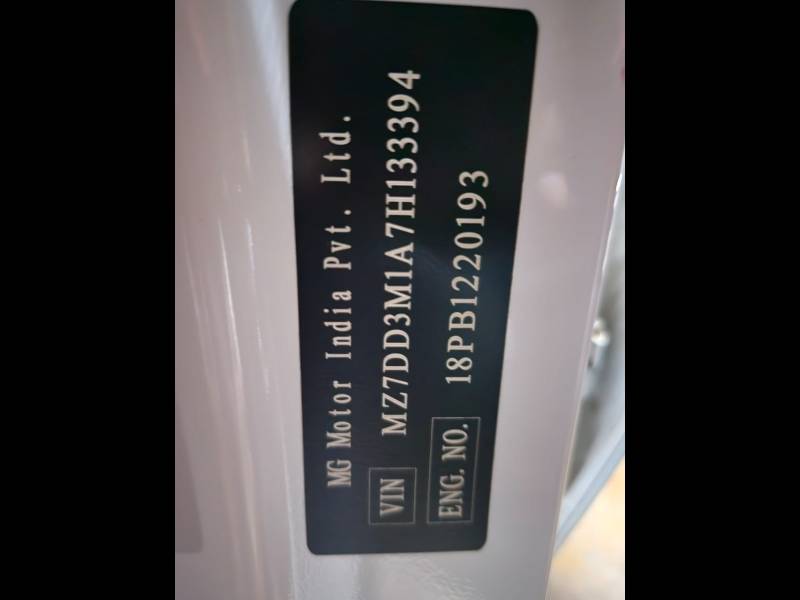 MG Motor India Pvt. Ltd.
VIN MZ7DD3M1A7H133394
ENG. NO. 18PB1220193